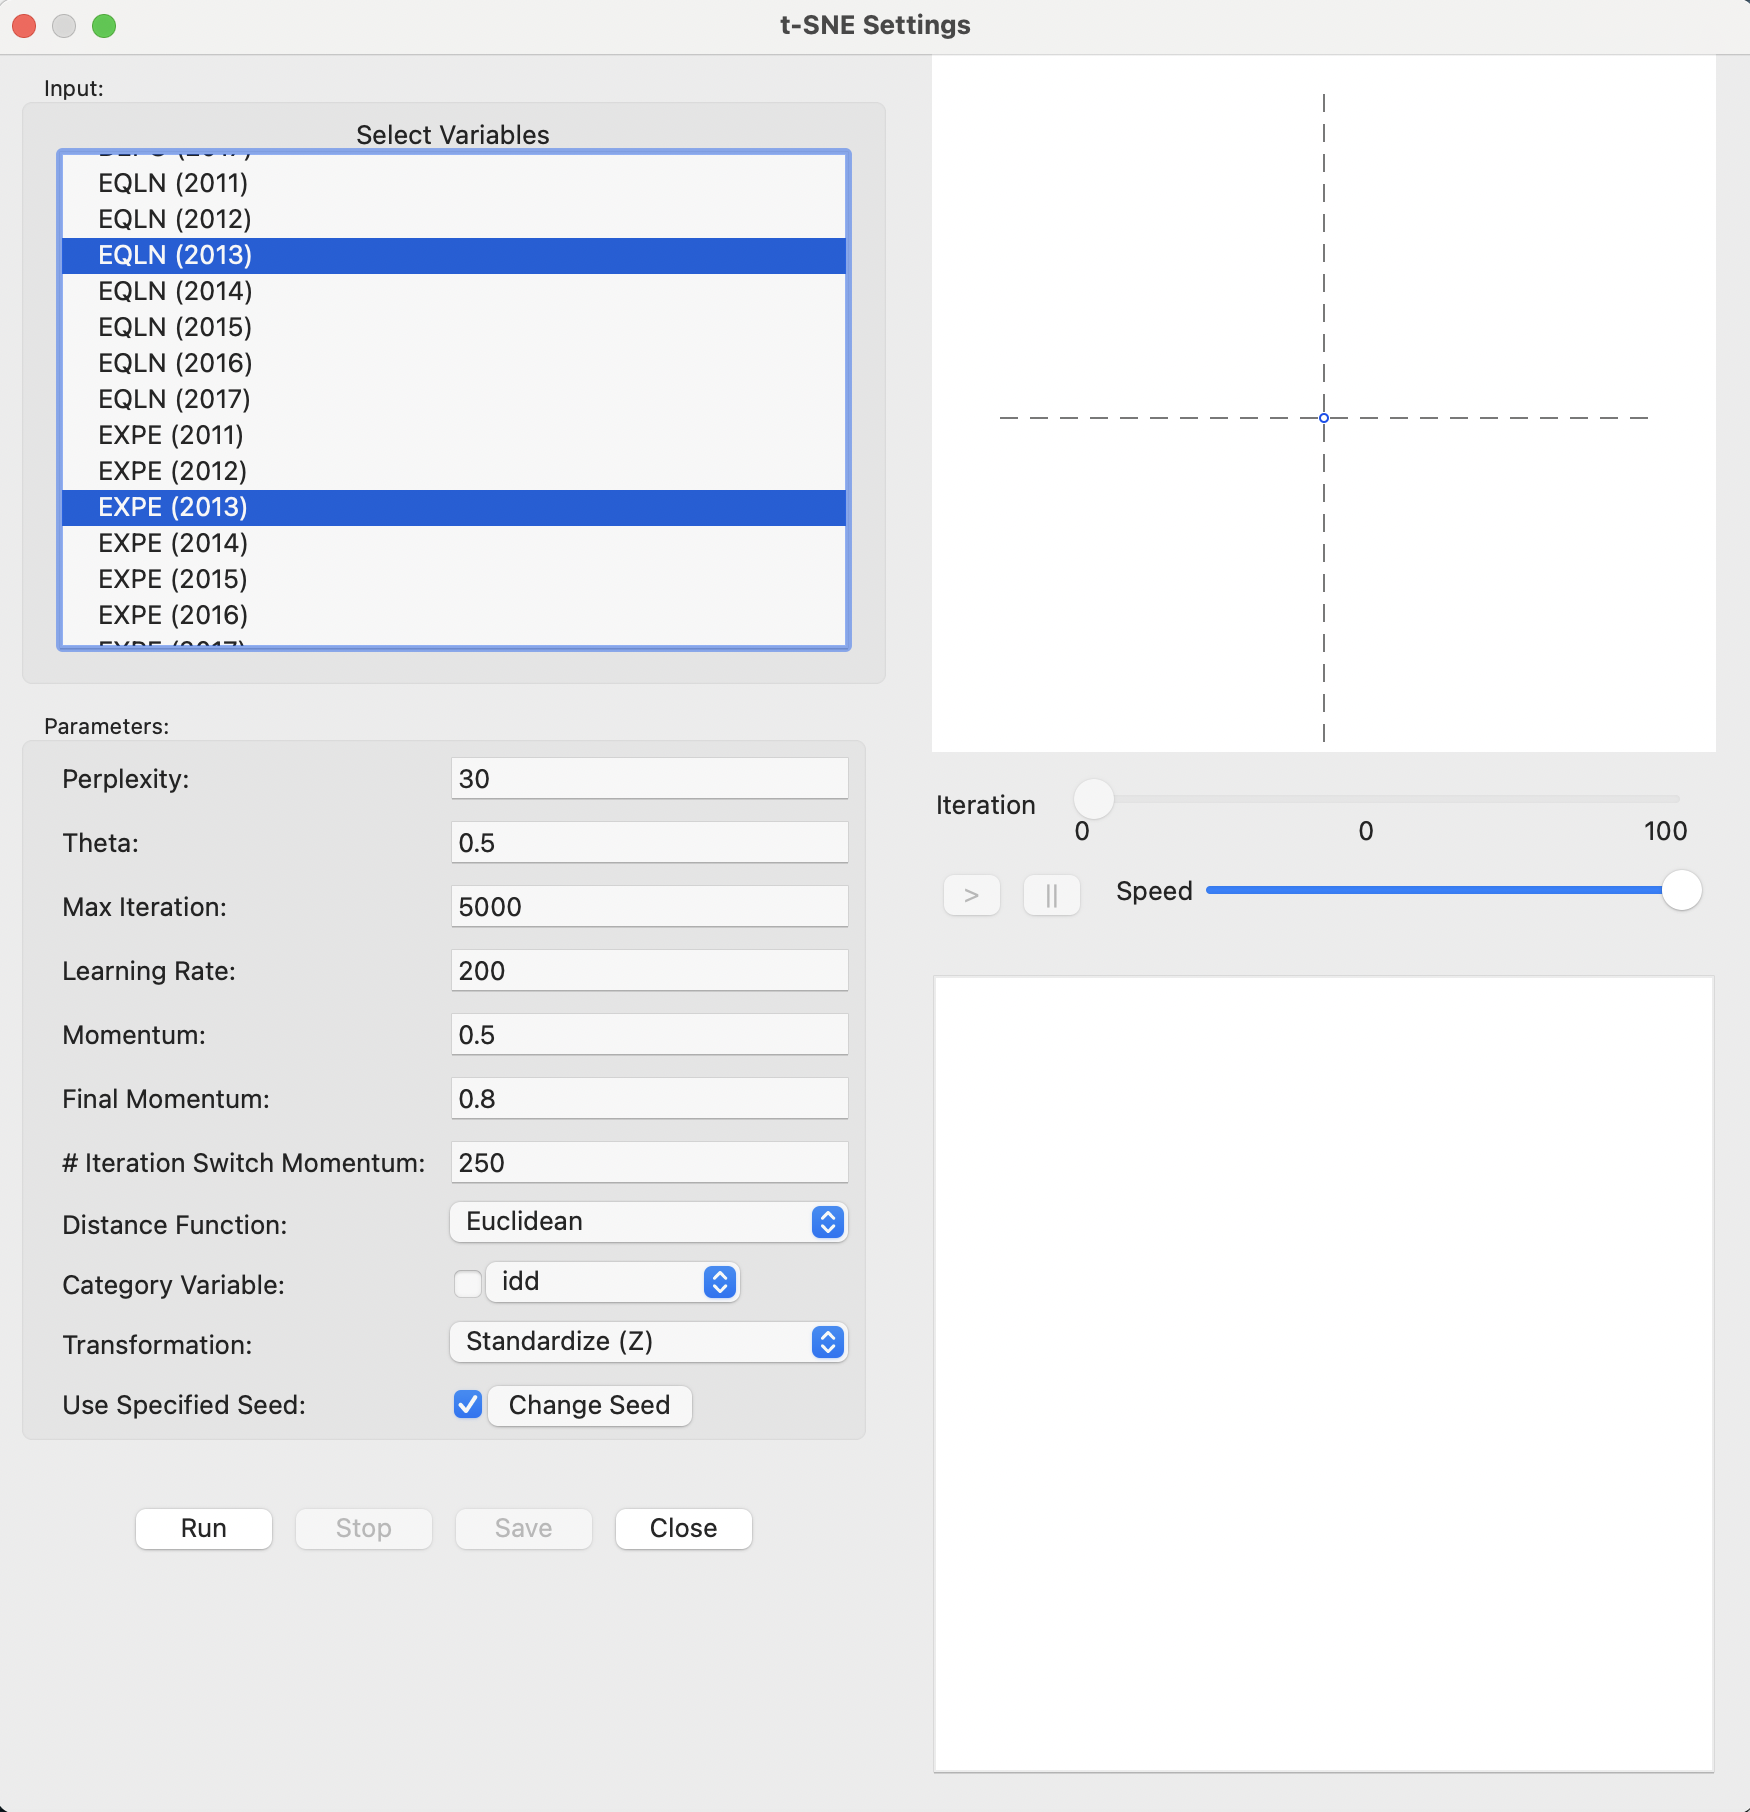 t-SNE Settings
Input:
Select Variables
EQLN (2011)
EQLN (2012)
EQLN (2013)
EQLN (2014)
EQLN (2015)
EQLN (2016)
EQLN (2017)
EXPE (2011)
EXPE (2012)
EXPE (2013)
EXPE (2014)
EXPE (2015)
EXPE (2016)
EXPE (2017)
Parameters:
Perplexity: 30
Theta: 0.5
Max Iteration: 5000
Learning Rate: 200
Momentum: 0.5
Final Momentum: 0.8
# Iteration Switch Momentum: 250
Distance Function: Euclidean
Category Variable: idd
Transformation: Standardize (Z)
Use Specified Seed: Change Seed
Run Stop Save Close
Iteration
0 0 100
> || Speed